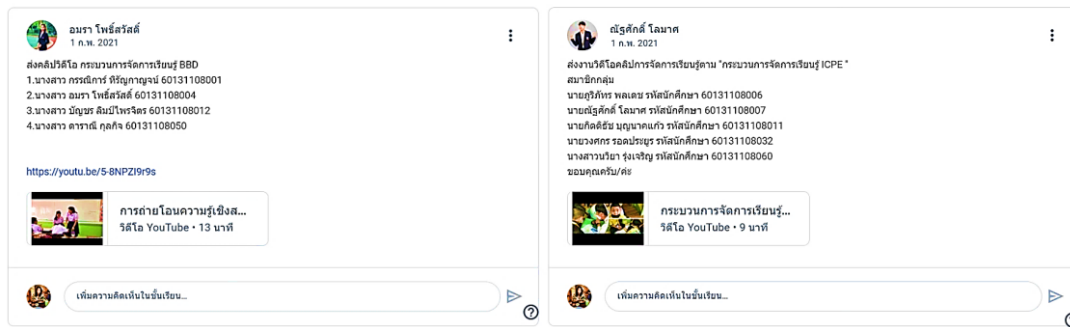 อมรา โพธิ์สวัสดิ์
1 ก.พ. 2021
ส่งคลิปวิดีโอ กระบวนการจัดการเรียนรู้ BBD
1.นางสาว กรรณิการ์ หิรัญกาญจน์ 60131108001
2.นางสาว อมรา โพธิ์สวัสดิ์ 60131108004
3.นางสาว บัญชร ลิมป์ไพรจิตร 60131108012
4.นางสาว ดาราณี กุลกิจ 60131108050
https://youtu.be/5-8NPZI9r9s
การถ่ายโอนความรู้เชิงส...
วิดีโอ YouTube • 13 นาที
เพิ่มความคิดเห็นในชั้นเรียน...
ณัฐศักดิ์ โลมาศ
1 ก.พ. 2021
ส่งงานวิดีโอคลิปการจัดการเรียนรู้ตาม "กระบวนการจัดการเรียนรู้ ICPE "
สมาชิกกลุ่ม
นายภูริภัทร พลเดช รหัสนักศึกษา 60131108006
นายณัฐศักดิ์ โลมาศ รหัสนักศึกษา 60131108007
นายกิตติธัช บุญนาคแก้ว รหัสนักศึกษา 60131108011
นายวงศกร รอดประยูร รหัสนักศึกษา 60131108032
นางสาวนวิยา รุ่งเจริญ รหัสนักศึกษา 60131108060
ขอบคุณครับ/ค่ะ
กระบวนการจัดการเรียนรู้...
วิดีโอ YouTube • 9 นาที
เพิ่มความคิดเห็นในชั้นเรียน...